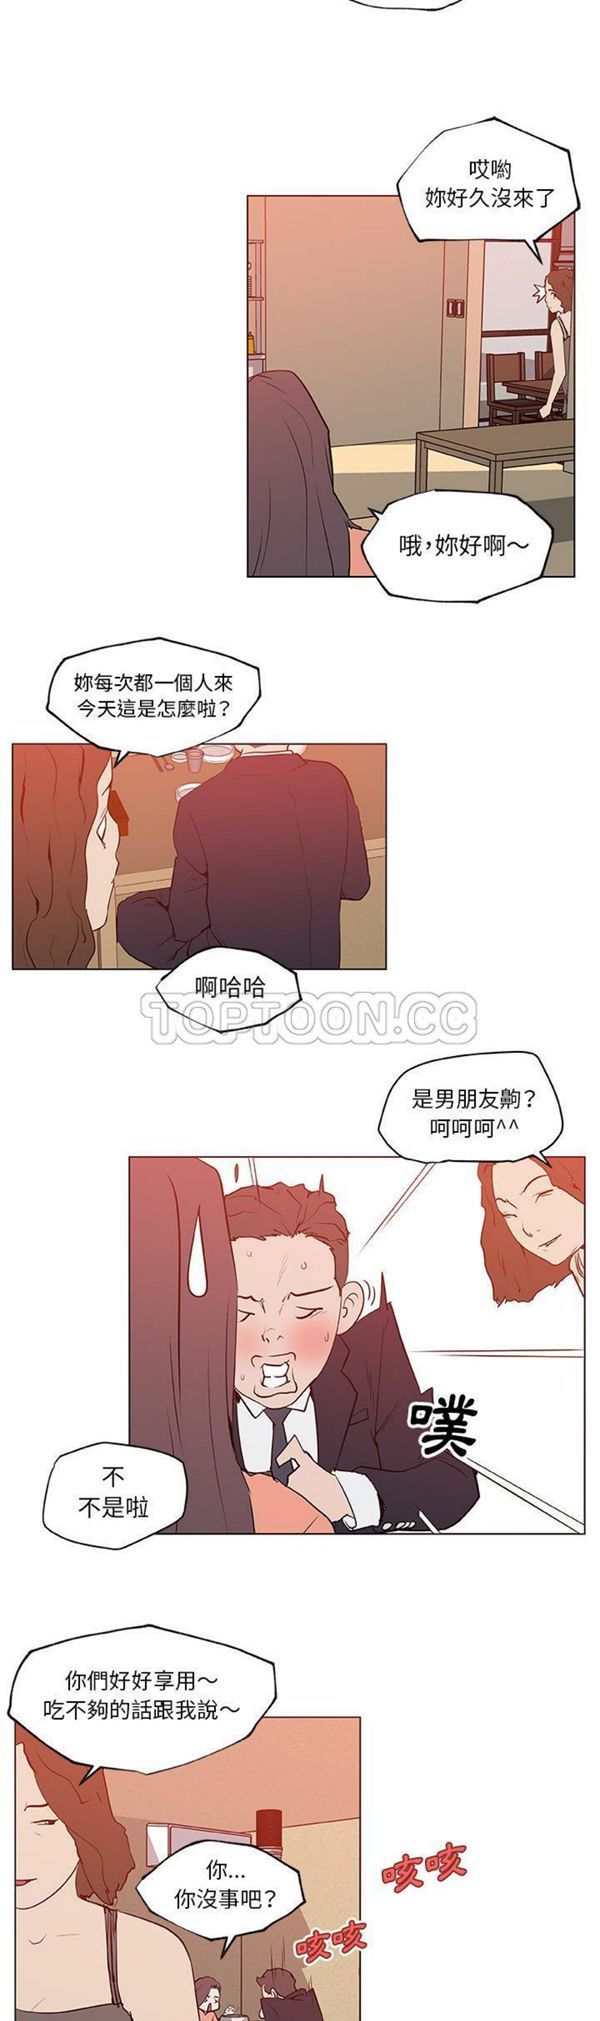 哎喲
妳好久沒來了
哦，妳好啊～
妳每次都一個人來
今天這是怎麼啦？
啊哈哈
TOPTOON.CC
是男朋友齁？
呵呵呵^^
噗
不
不是啦
你們好好享用～
吃不夠的話跟我說～
你...
你沒事吧？
咳咳
咳咳